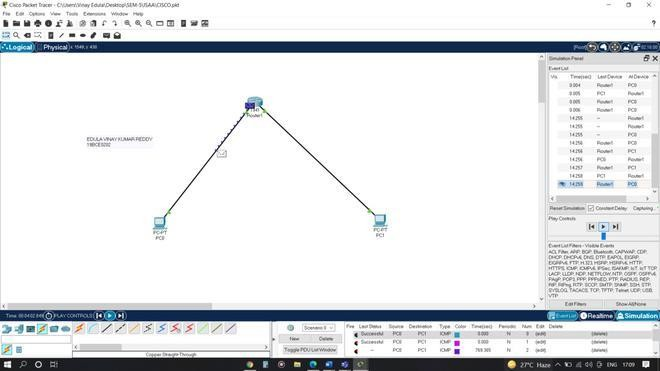 Cisco Packet Tracer - C:\Users\Vinay Edula\Desktop\SEM-5\ISAA\CISCO.pkt
File Edit Options View Tools Extensions Window Help
Logical Physical x: 1549, y: 430
[Root] 02:18:00
EDULA VINAY KUMAR REDDY
19BCE0202
1941
Router1
PC-PT
PC0
PC-PT
PC1
Simulation Panel
Event List
Vis. Time(sec) Last Device At Device
0.004 Router1 PC0
0.005 PC1 Router1
0.005 Router1 PC1
0.006 Router1 PC0
14.255 -- Router1
14.255 -- Router1
14.255 -- Router1
14.256 Router1 PC0
14.256 Router1 PC1
14.256 PC0 Router1
14.257 Router1 PC1
14.258 PC1 Router1
14.259 Router1 PC0
Reset Simulation Constant Delay Capturing...
Play Controls
Event List Filters - Visible Events
ACL Filter, ARP, BGP, Bluetooth, CAPWAP, CDP,
DHCP, DHCPv6, DNS, DTP, EAPOL, EIGRP,
EIGRPv6, FTP, H.323, HSRP, HSRPv6, HTTP,
HTTPS, ICMP, ICMPv6, IPSec, ISAKMP, IoT, IoT TCP,
LACP, LLDP, NDP, NETFLOW, NTP, OSPF, OSPFv6,
PAgP, POP3, PPP, PPPoED, PTP, RADIUS, REP,
RIP, RIPng, RTP, SCCP, SMTP, SNMP, SSH, STP,
SYSLOG, TACACS, TCP, TFTP, Telnet, UDP, USB,
VTP
Edit Filters Show All/None
Time: 00:04:02.848 PLAY CONTROLS:
Event List Realtime Simulation
Scenario 0
New Delete
Toggle PDU List Window
Copper Straight-Through
Fire Last Status Source Destination Type Color Time(sec) Periodic Num Edit Delete
Successful PC0 PC1 ICMP 0.000 N 0 (edit) (delete)
Successful PC0 PC1 ICMP 0.000 N 1 (edit) (delete)
-- PC0 PC1 ICMP N 2 (edit) (delete)
27°C Haze ENG 17:09